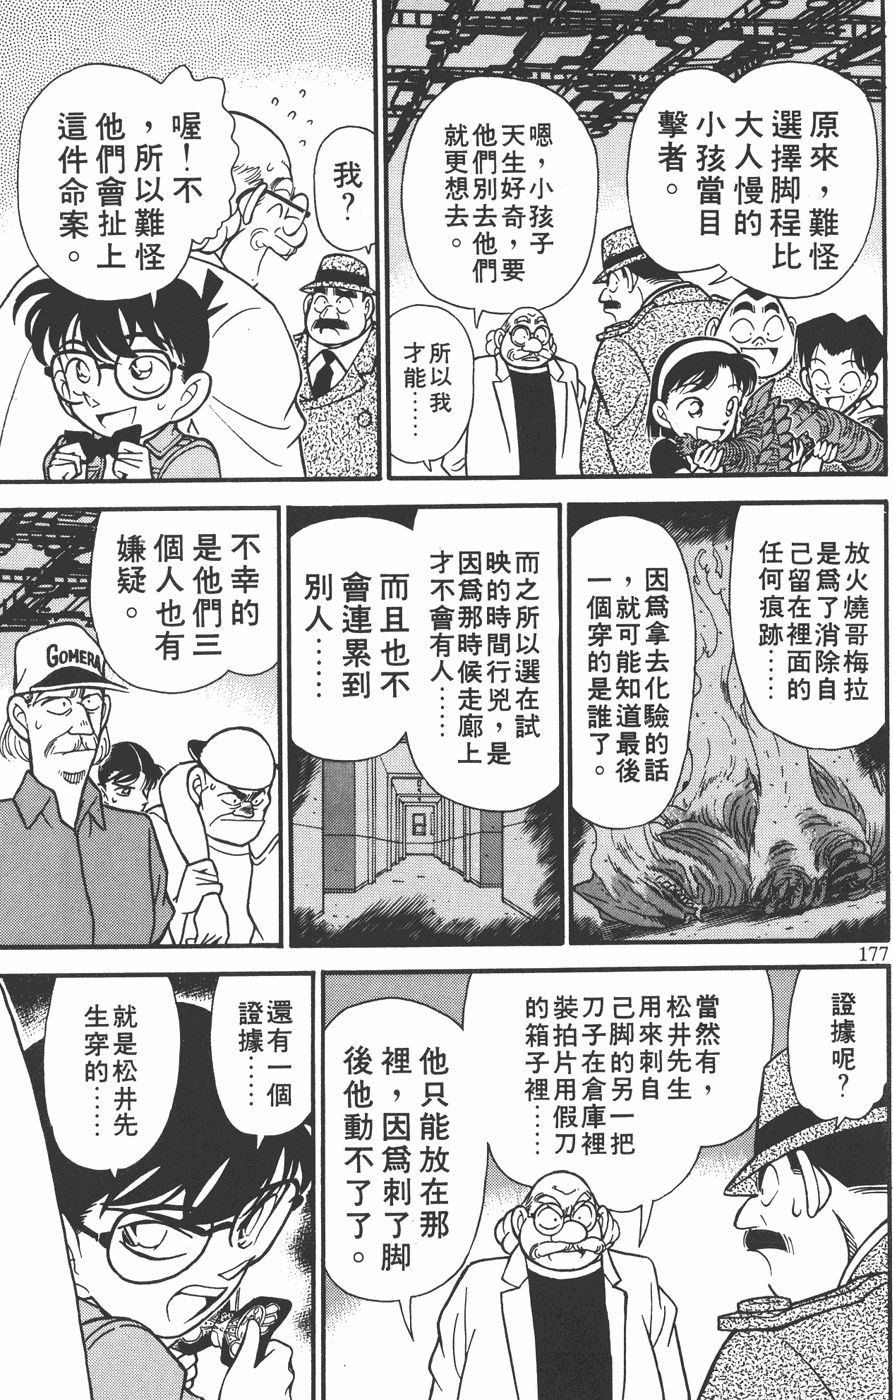 原來，難怪
選擇脚程比
大人慢的
小孩當目
擊者。
嗯，小孩子
天生好奇，要
他們別去他們
就更想去。
所以我
才能……
我？
喔！不
，所以難怪
他們會扯上
這件命案。
放火燒哥梅拉
是爲了消除自
己留在裡面的
任何痕跡……
因爲拿去化驗的話
，就可能知道最後
一個穿的是誰了。
而之所以選在試
映的時間行兇，是
因爲那時候走廊上
才不會有人……
而且也不
會連累到
別人……
不幸的
是他們三
個人也有
嫌疑。
GOMERA
177
證據呢？
當然有，
松井先生
用來刺自
己脚的另一把
刀子在倉庫裡
裝拍片用假刀
的箱子裡……
他只能放在那
裡，因爲刺了脚
後他動不了了。
還有一個
證據……
就是松井先
生穿的……